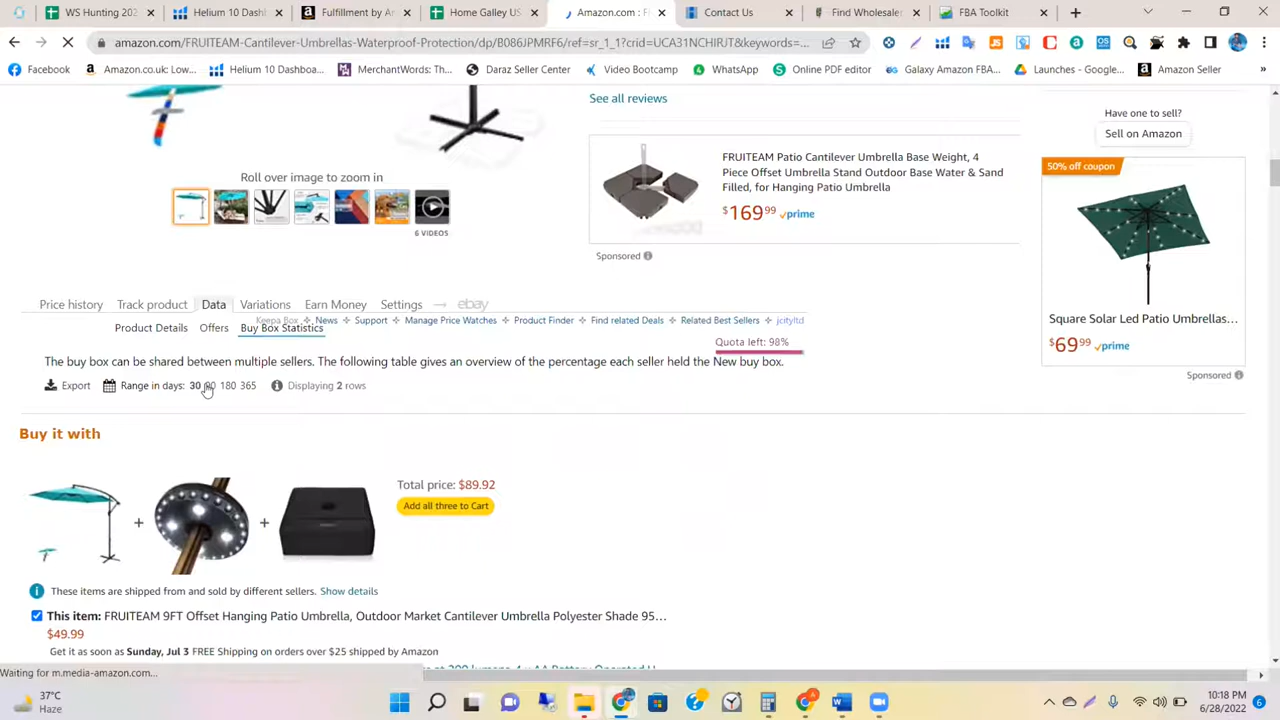 WS Hunting 202
Helium 10 Dash
Fulfillment by Ar
Home Galley US
Amazon.com : F
Contact Us
Find Wholesaler
FBA Toolkit
amazon.com/FRUITEAM-Cantilever-Umbrellas-Waterproof-Protection/dp/B086JPMRF6/ref=sr_1_1?crid=UCA31NCHIRJT&keywords=...
Facebook
Amazon.co.uk: Low...
Helium 10 Dashboa...
MerchantWords: Th...
Daraz Seller Center
Video Bootcamp
WhatsApp
Online PDF editor
Galaxy Amazon FBA...
Launches - Google...
Amazon Seller
See all reviews
Have one to sell?
Sell on Amazon
50% off coupon
Roll over image to zoom in
6 VIDEOS
FRUITEAM Patio Cantilever Umbrella Base Weight, 4
Piece Offset Umbrella Stand Outdoor Base Water & Sand
Filled, for Hanging Patio Umbrella
$169.99 prime
Sponsored
Square Solar Led Patio Umbrellas...
$69.99 prime
Sponsored
Price history Track product Data Variations Earn Money Settings → ebay
Keepa Box News Support Manage Price Watches Product Finder Find related Deals Related Best Sellers jcityltd
Product Details Offers Buy Box Statistics
Quota left: 98%
The buy box can be shared between multiple sellers. The following table gives an overview of the percentage each seller held the New buy box.
Export Range in days: 30 90 180 365 Displaying 2 rows
Buy it with
Total price: $89.92
Add all three to Cart
These items are shipped from and sold by different sellers. Show details
This item: FRUITEAM 9FT Offset Hanging Patio Umbrella, Outdoor Market Cantilever Umbrella Polyester Shade 95...
$49.99
Get it as soon as Sunday, Jul 3 FREE Shipping on orders over $25 shipped by Amazon
Waiting for m.media-amazon.com...
37°C
Haze
10:18 PM
6/28/2022